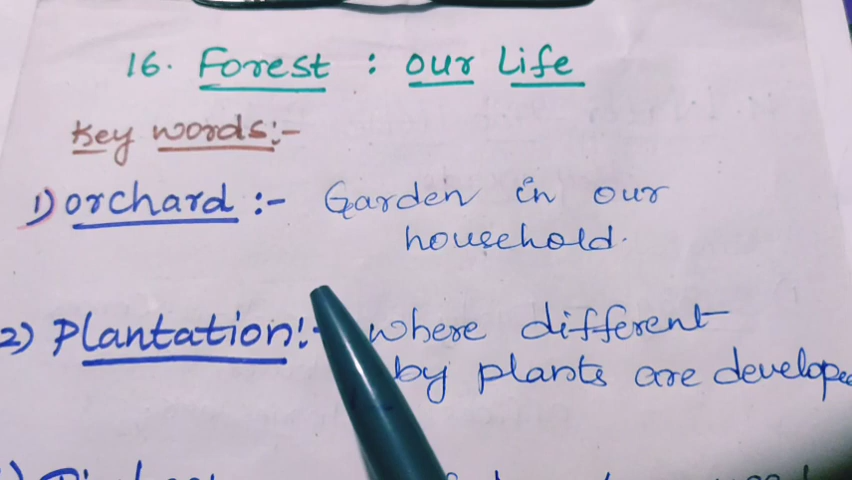 16. Forest : Our Life
Key words:-
1) orchard :- Garden in our
household.
2) Plantation:- where different
by plants are develope